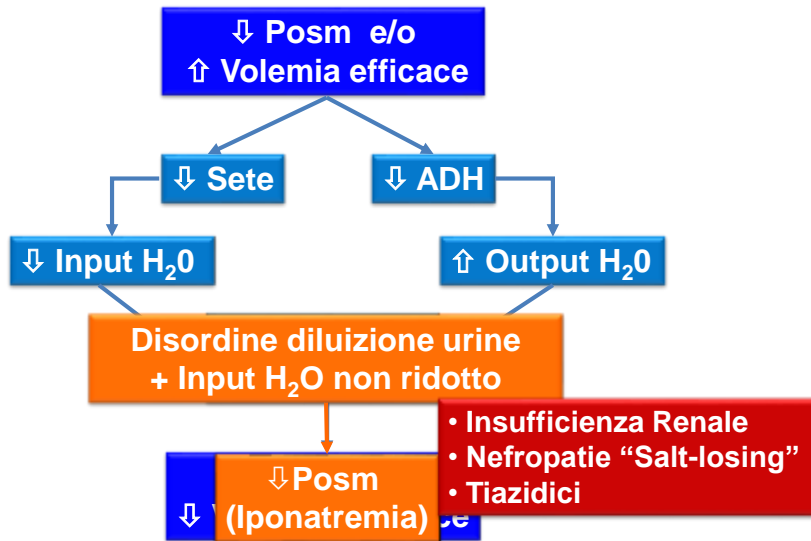 ⇩ Posm e/o
⇧ Volemia efficace
⇩ Sete
⇩ ADH
⇩ Input H₂0
⇧ Output H₂0
Disordine diluizione urine
+ Input H₂O non ridotto
• Insufficienza Renale
• Nefropatie “Salt-losing”
• Tiazidici
⇩Posm
⇩
(Iponatremia)